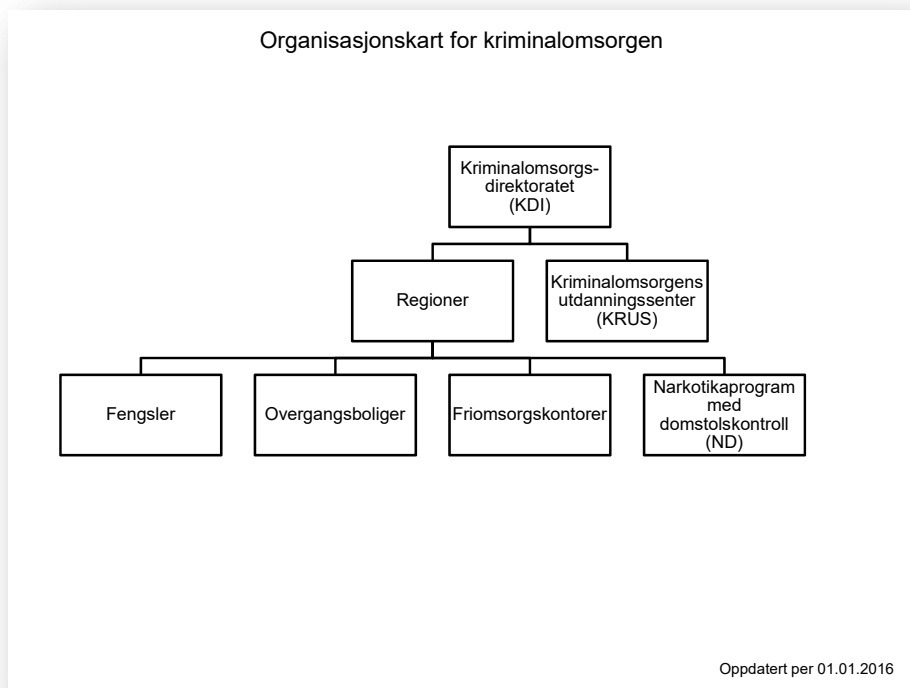 Organisasjonskart for kriminalomsorgen
Kriminalomsorgs-
direktoratet
(KDI)
Regioner
Kriminalomsorgens
utdanningssenter
(KRUS)
Fengsler
Overgangsboliger
Friomsorgskontorer
Narkotikaprogram
med
domstolskontroll
(ND)
Oppdatert per 01.01.2016